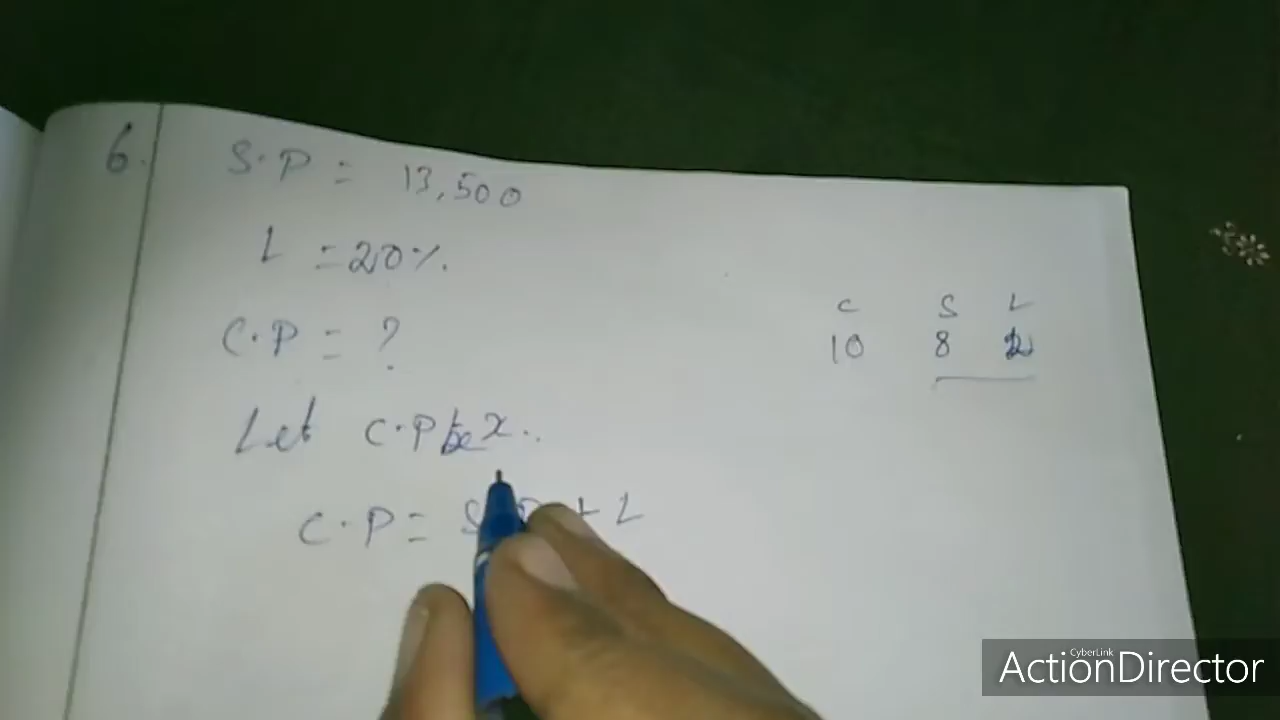 6. S.P = 13,500
L = 20%.
C.P = ?
C S L
10 8 2
Let C.P be x.
C.P = S.P + L
CyberLink
ActionDirector